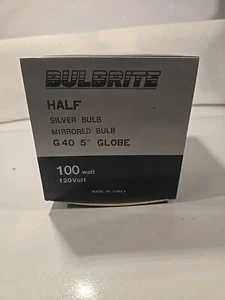 BULBRITE
HALF
SILVER BULB
MIRRORED BULB
G40 5" GLOBE
100 watt
120Volt
MADE IN KOREA